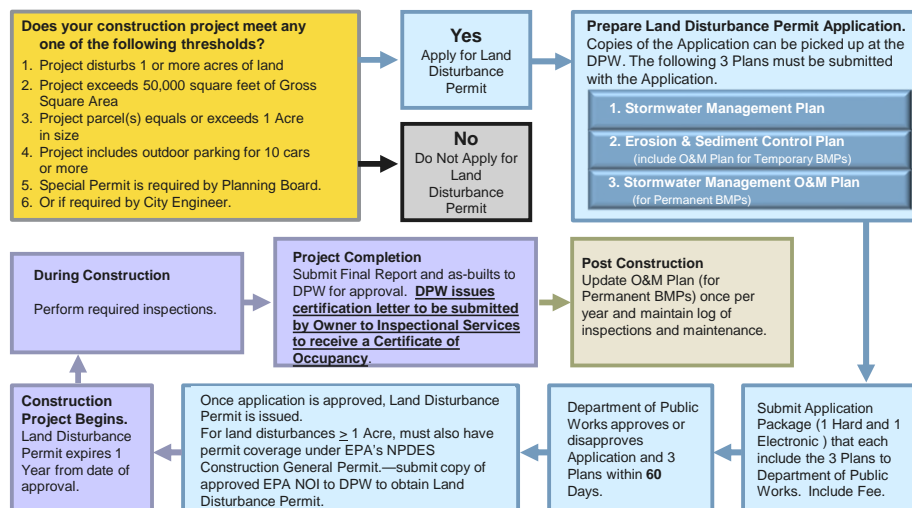 Does your construction project meet any
one of the following thresholds?
1. Project disturbs 1 or more acres of land
2. Project exceeds 50,000 square feet of Gross
Square Area
3. Project parcel(s) equals or exceeds 1 Acre
in size
4. Project includes outdoor parking for 10 cars
or more
5. Special Permit is required by Planning Board.
6. Or if required by City Engineer.
Yes
Apply for Land
Disturbance
Permit
No
Do Not Apply for
Land
Disturbance
Permit
Prepare Land Disturbance Permit Application.
Copies of the Application can be picked up at the
DPW. The following 3 Plans must be submitted
with the Application.
1. Stormwater Management Plan
2. Erosion & Sediment Control Plan
(include O&M Plan for Temporary BMPs)
3. Stormwater Management O&M Plan
(for Permanent BMPs)
Submit Application
Package (1 Hard and 1
Electronic ) that each
include the 3 Plans to
Department of Public
Works. Include Fee.
Department of Public
Works approves or
disapproves
Application and 3
Plans within 60
Days.
Once application is approved, Land Disturbance
Permit is issued.
For land disturbances > 1 Acre, must also have
permit coverage under EPA's NPDES
Construction General Permit.—submit copy of
approved EPA NOI to DPW to obtain Land
Disturbance Permit.
Construction
Project Begins.
Land Disturbance
Permit expires 1
Year from date of
approval.
During Construction
Perform required inspections.
Project Completion
Submit Final Report and as-builts to
DPW for approval. DPW issues
certification letter to be submitted
by Owner to Inspectional Services
to receive a Certificate of
Occupancy.
Post Construction
Update O&M Plan (for
Permanent BMPs) once per
year and maintain log of
inspections and maintenance.